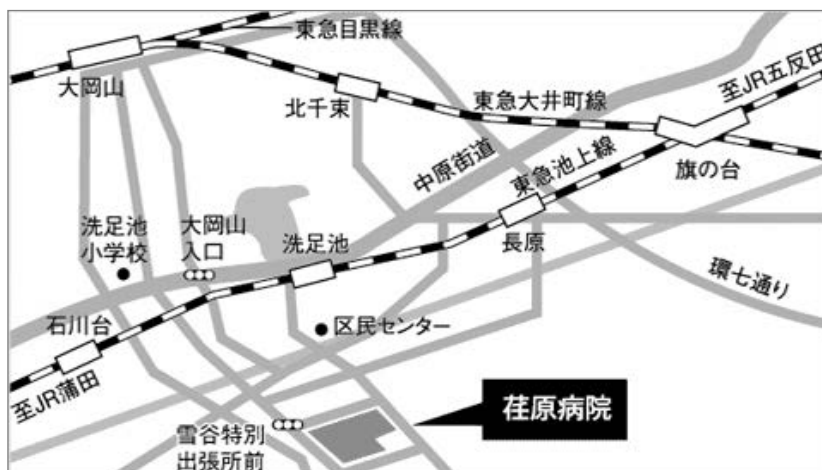 東急目黒線
大岡山
北千束
東急大井町線
至JR五反田
中原街道
東急池上線
旗の台
洗足池
小学校
大岡山
入口
洗足池
長原
環七通り
石川台
区民センター
至JR蒲田
荏原病院
雪谷特別
出張所前